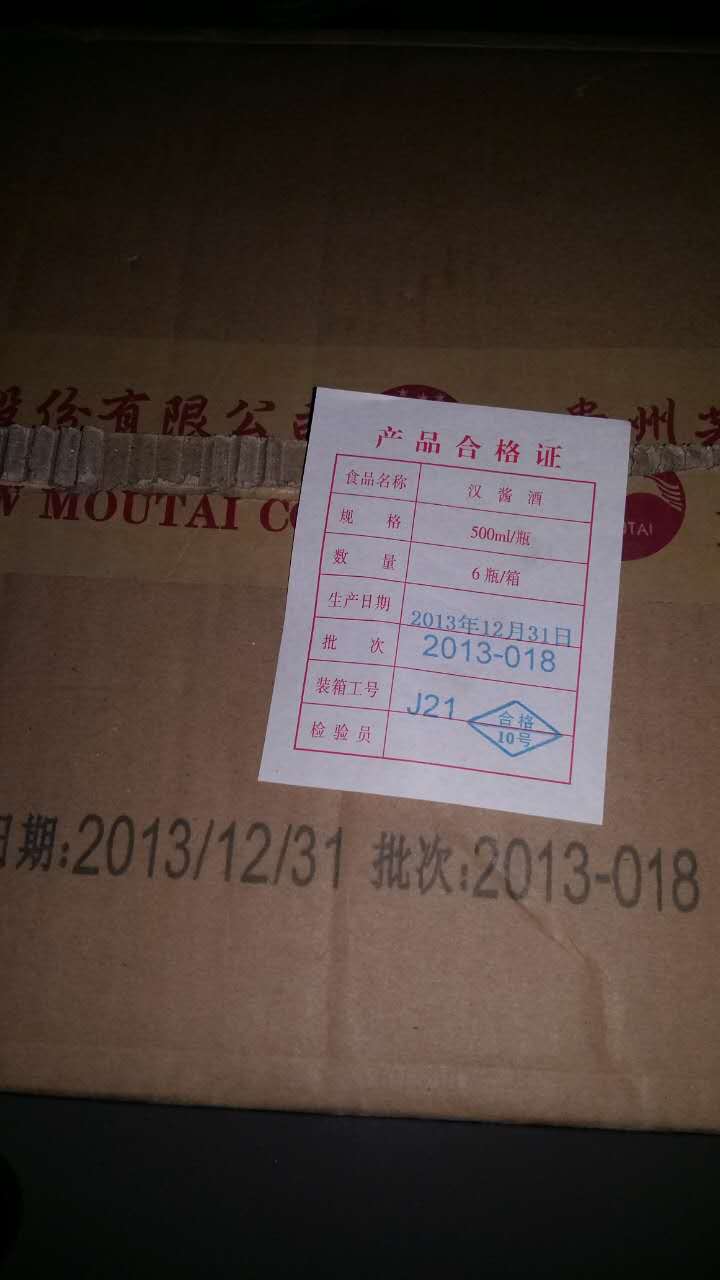 股份有限公司
贵州茅
W MOUTAI CO
UTAI
产品合格证
食品名称 汉酱酒
规格 500ml/瓶
数量 6瓶/箱
生产日期 2013年12月31日
批次 2013-018
装箱工号 J21
检验员 合格
10号
日期:2013/12/31 批次:2013-018